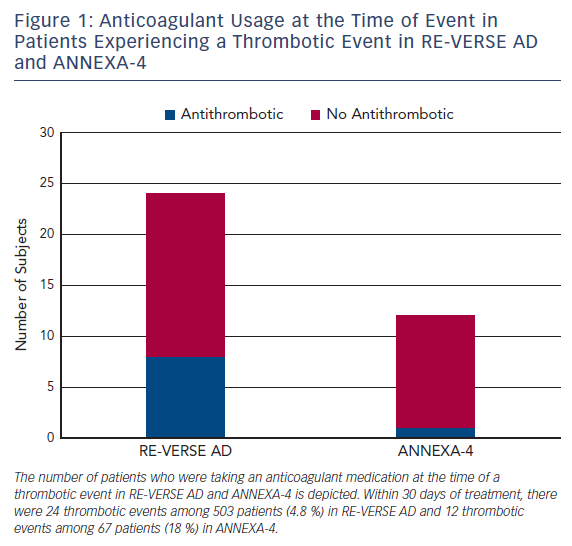 Figure 1: Anticoagulant Usage at the Time of Event in
Patients Experiencing a Thrombotic Event in RE-VERSE AD
and ANNEXA-4
Antithrombotic
No Antithrombotic
30
25
20
15
10
5
0
Number of Subjects
RE-VERSE AD
ANNEXA-4
The number of patients who were taking an anticoagulant medication at the time of a
thrombotic event in RE-VERSE AD and ANNEXA-4 is depicted. Within 30 days of treatment, there
were 24 thrombotic events among 503 patients (4.8 %) in RE-VERSE AD and 12 thrombotic
events among 67 patients (18 %) in ANNEXA-4.